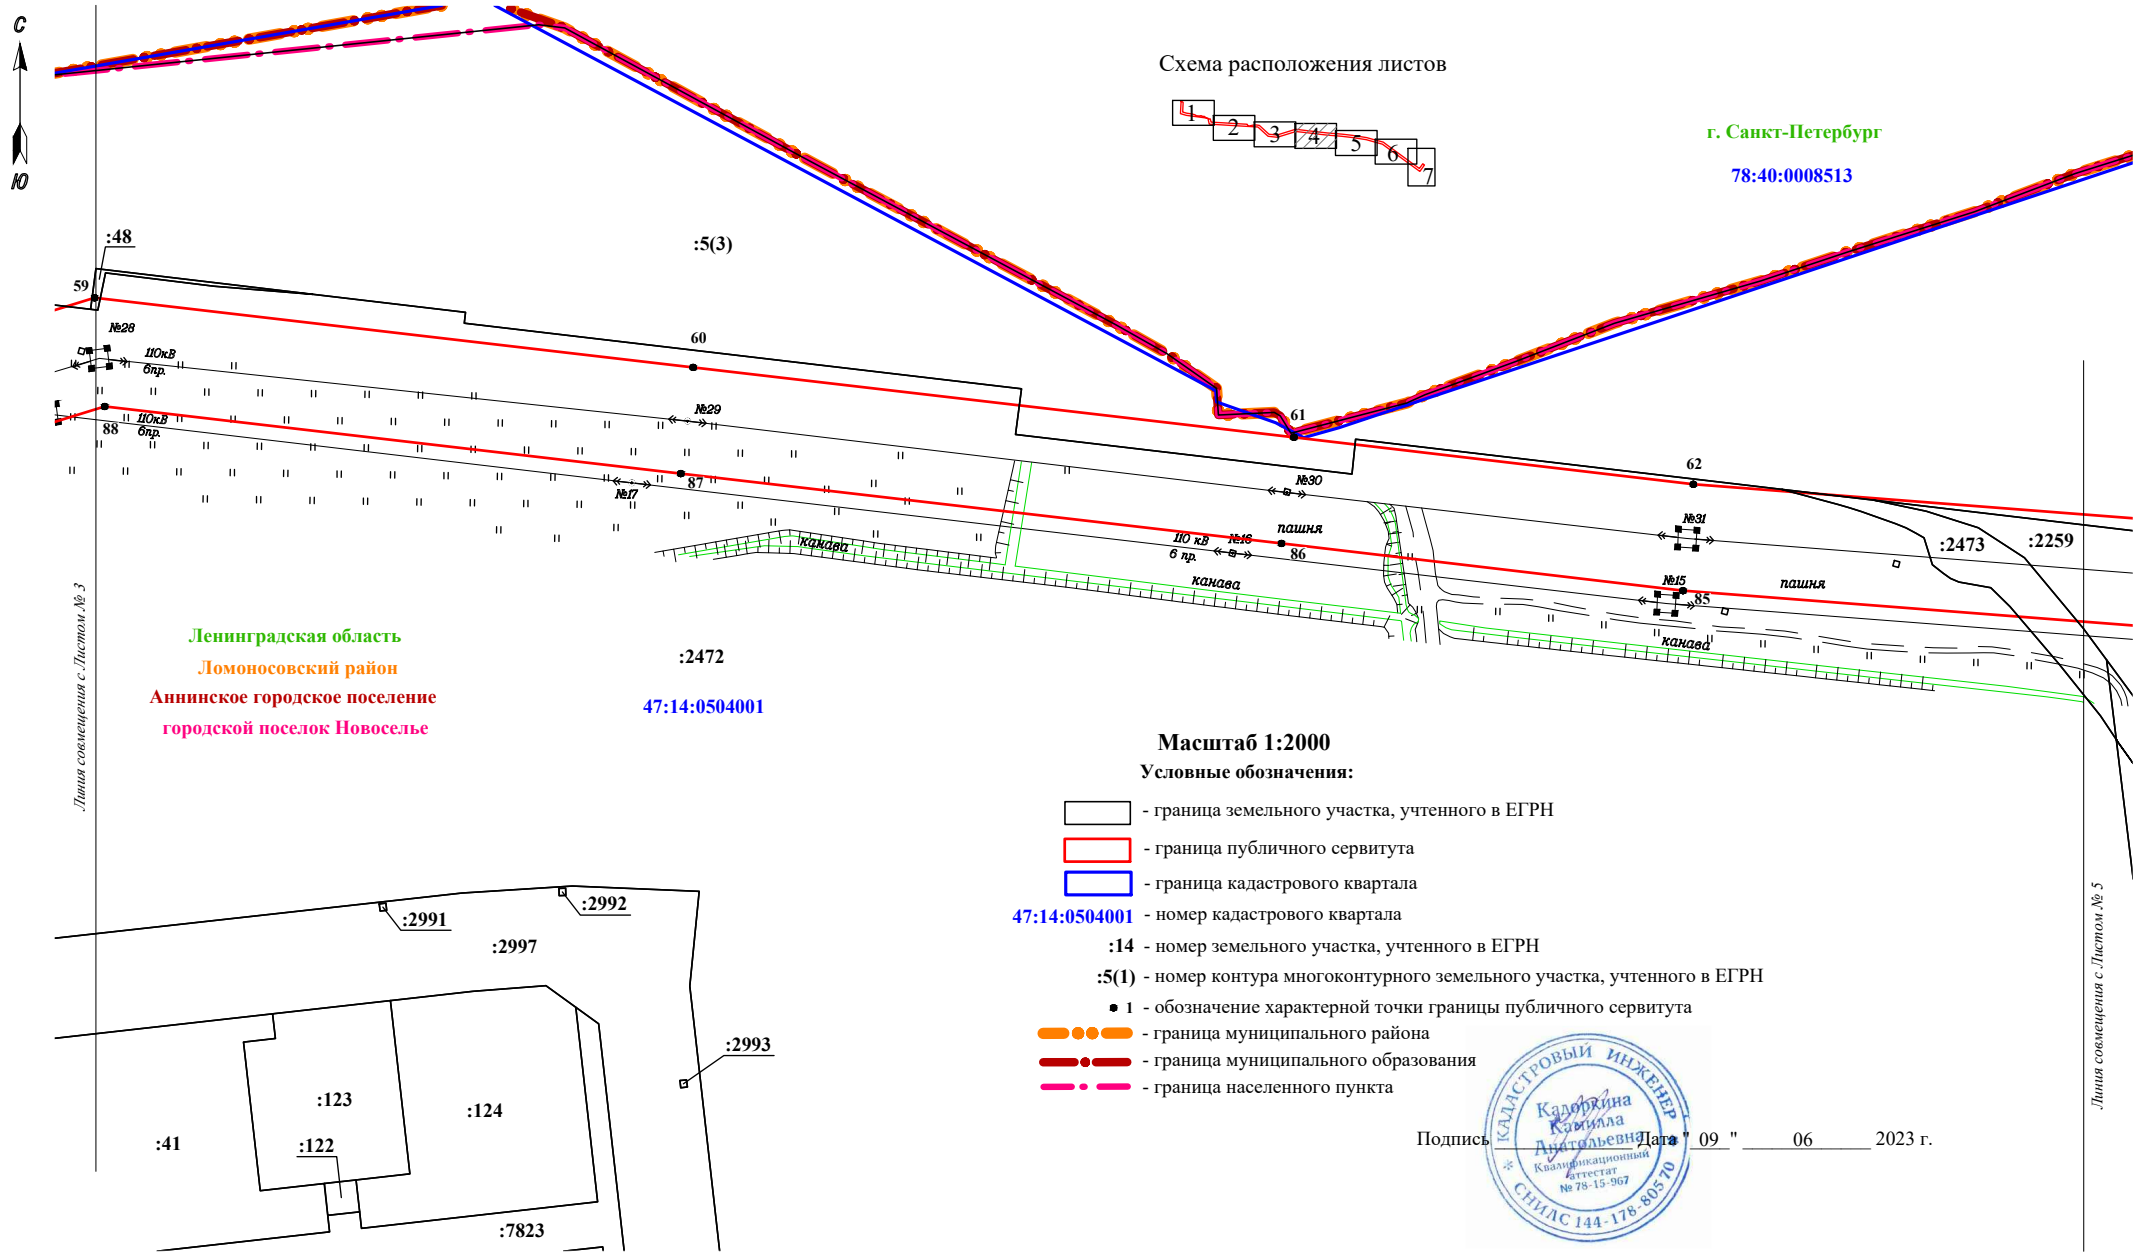 С
Ю
Схема расположения листов
1
2
3
4
5
6
7
г. Санкт-Петербург
78:40:0008513
:48
:5(3)
59
60
61
62
№28
110кВ
6пр.
№29
№30
№31
88
110кВ
6пр.
87
№17
86
110 кВ
6 пр.
№16
пашня
канава
канава
№15
85
пашня
канава
:2473
:2259
Линия совмещения с Листом № 3
Ленинградская область
Ломоносовский район
Аннинское городское поселение
городской поселок Новоселье
:2472
47:14:0504001
Масштаб 1:2000
Условные обозначения:
- граница земельного участка, учтенного в ЕГРН
- граница публичного сервитута
- граница кадастрового квартала
47:14:0504001 - номер кадастрового квартала
:14 - номер земельного участка, учтенного в ЕГРН
:5(1) - номер контура многоконтурного земельного участка, учтенного в ЕГРН
1 - обозначение характерной точки границы публичного сервитута
- граница муниципального района
- граница муниципального образования
- граница населенного пункта
Линия совмещения с Листом № 5
:2991
:2992
:2997
:2993
:123
:124
:41
:122
:7823
Подпись Дата " 09 " 06 2023 г.
КАДАСТРОВЫЙ ИНЖЕНЕР
Кадоркина
Камилла
Анатольевна
Квалификационный
аттестат
№ 78-15-967
СНИЛС 144-178-805 70